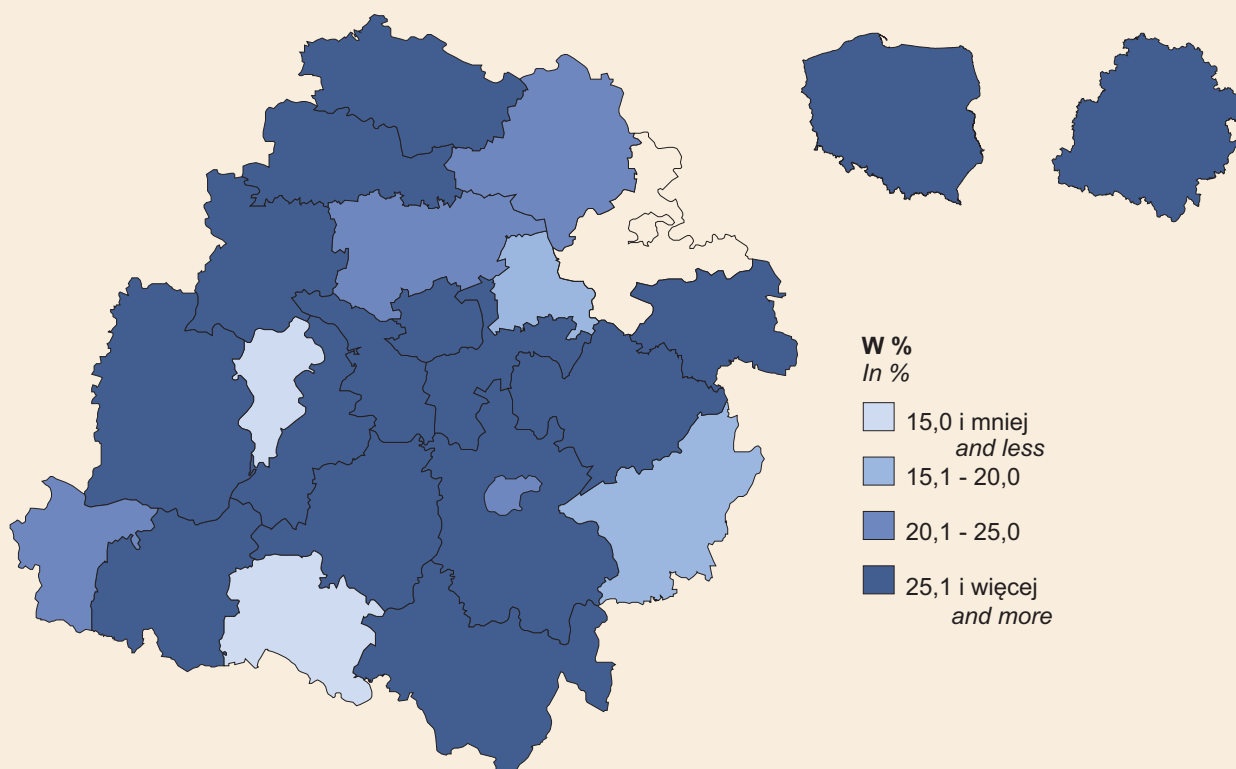 W %
In %
15,0 i mniej
and less
15,1 - 20,0
20,1 - 25,0
25,1 i więcej
and more